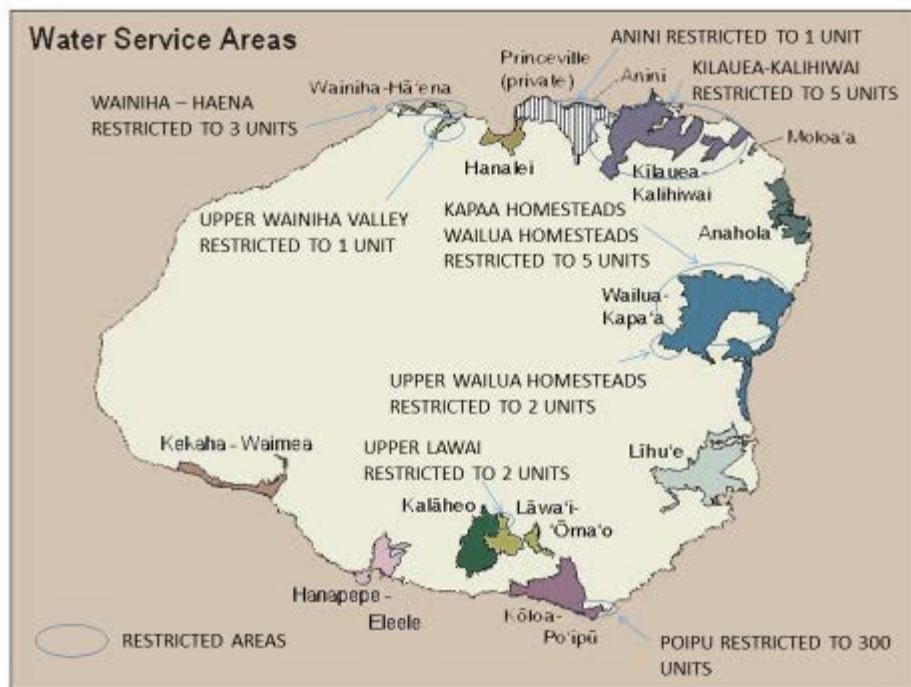 Water Service Areas
ANINI RESTRICTED TO 1 UNIT
Princeville
(private)
Anini
KILAUEA-KALIHIWAI
RESTRICTED TO 5 UNITS
Wainiha-Hā'ena
WAINIHA – HAENA
RESTRICTED TO 3 UNITS
Moloa'a
Hanalei
Kīlauea-
Kalihiwai
UPPER WAINIHA VALLEY
RESTRICTED TO 1 UNIT
KAPAA HOMESTEADS
WAILUA HOMESTEADS
RESTRICTED TO 5 UNITS
Anahola
Wailua-
Kapa'a
UPPER WAILUA HOMESTEADS
RESTRICTED TO 2 UNITS
Kekaha - Waimea
UPPER LAWAI
RESTRICTED TO 2 UNITS
Līhu'e
Kalāheo
Lāwa'i-
'Ōma'o
Hanapepe -
Eleele
Kōloa-
Po'ipū
RESTRICTED AREAS
POIPU RESTRICTED TO 300
UNITS